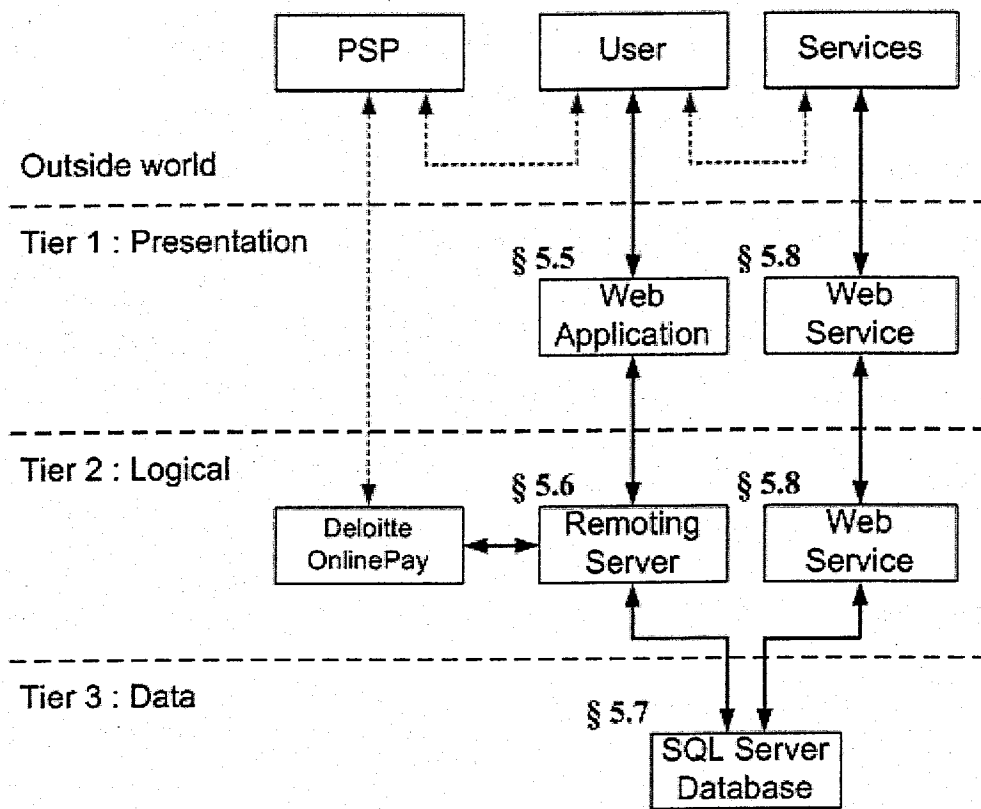 PSP
User
Services
Outside world
Tier 1 : Presentation
§ 5.5
§ 5.8
Web
Application
Web
Service
Tier 2 : Logical
§ 5.6
§ 5.8
Deloitte
OnlinePay
Remoting
Server
Web
Service
Tier 3 : Data
§ 5.7
SQL Server
Database